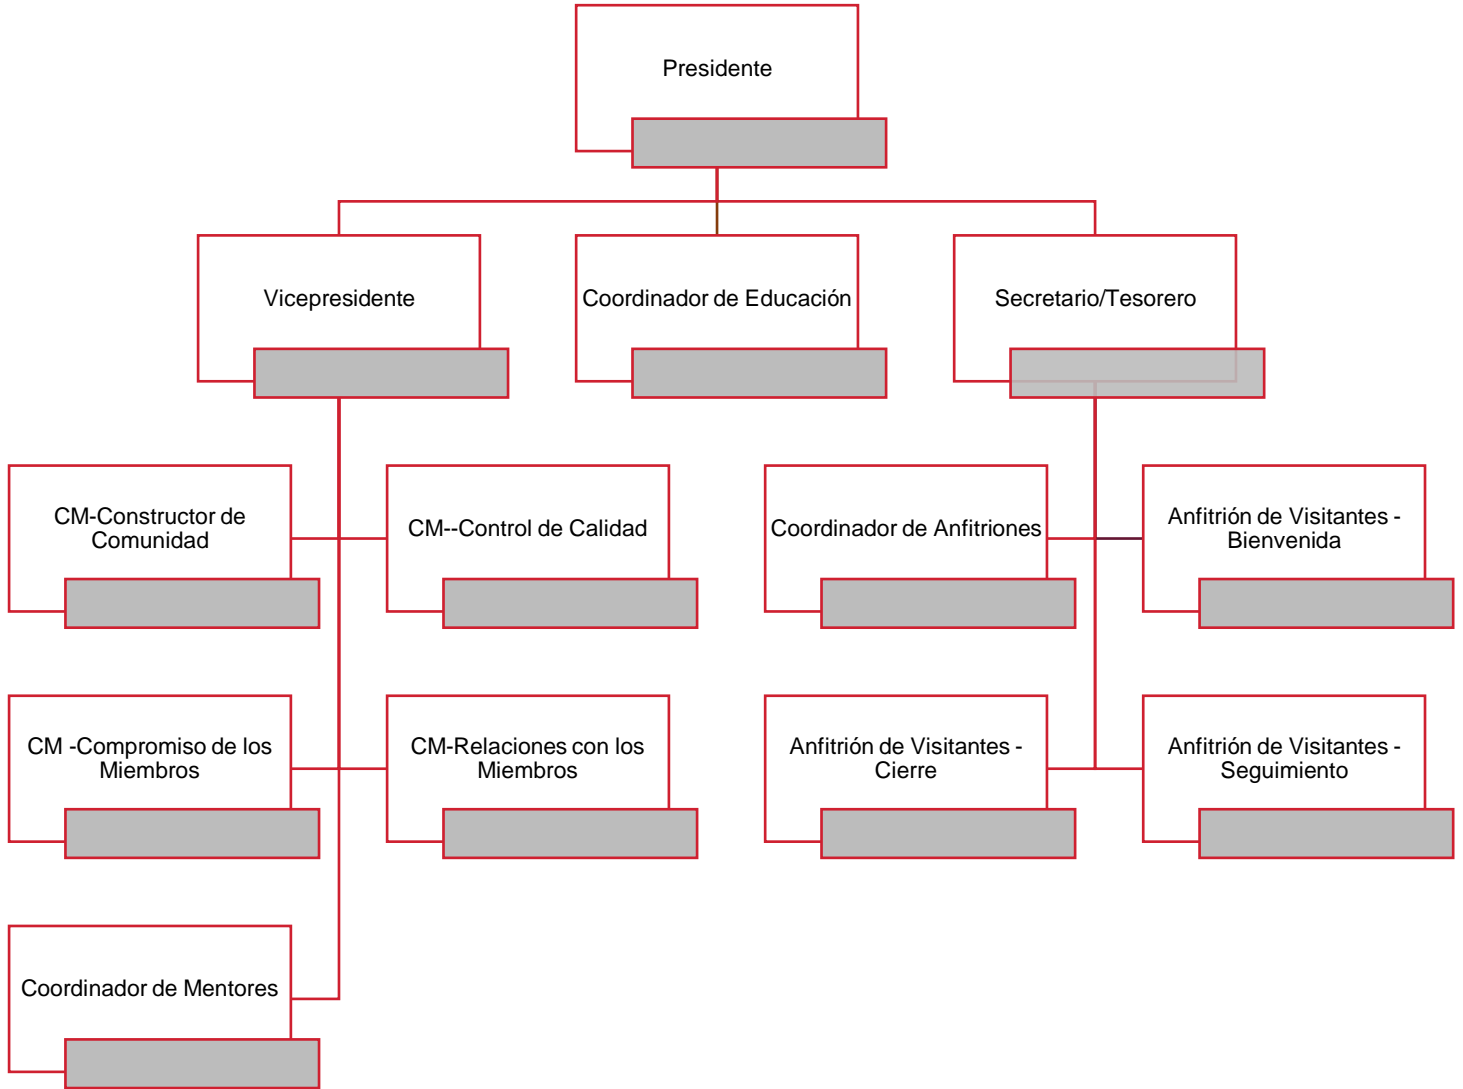 Presidente
Vicepresidente
Coordinador de Educación
Secretario/Tesorero
CM-Constructor de
Comunidad
CM--Control de Calidad
Coordinador de Anfitriones
Anfitrión de Visitantes -
Bienvenida
CM -Compromiso de los
Miembros
CM-Relaciones con los
Miembros
Anfitrión de Visitantes -
Cierre
Anfitrión de Visitantes -
Seguimiento
Coordinador de Mentores